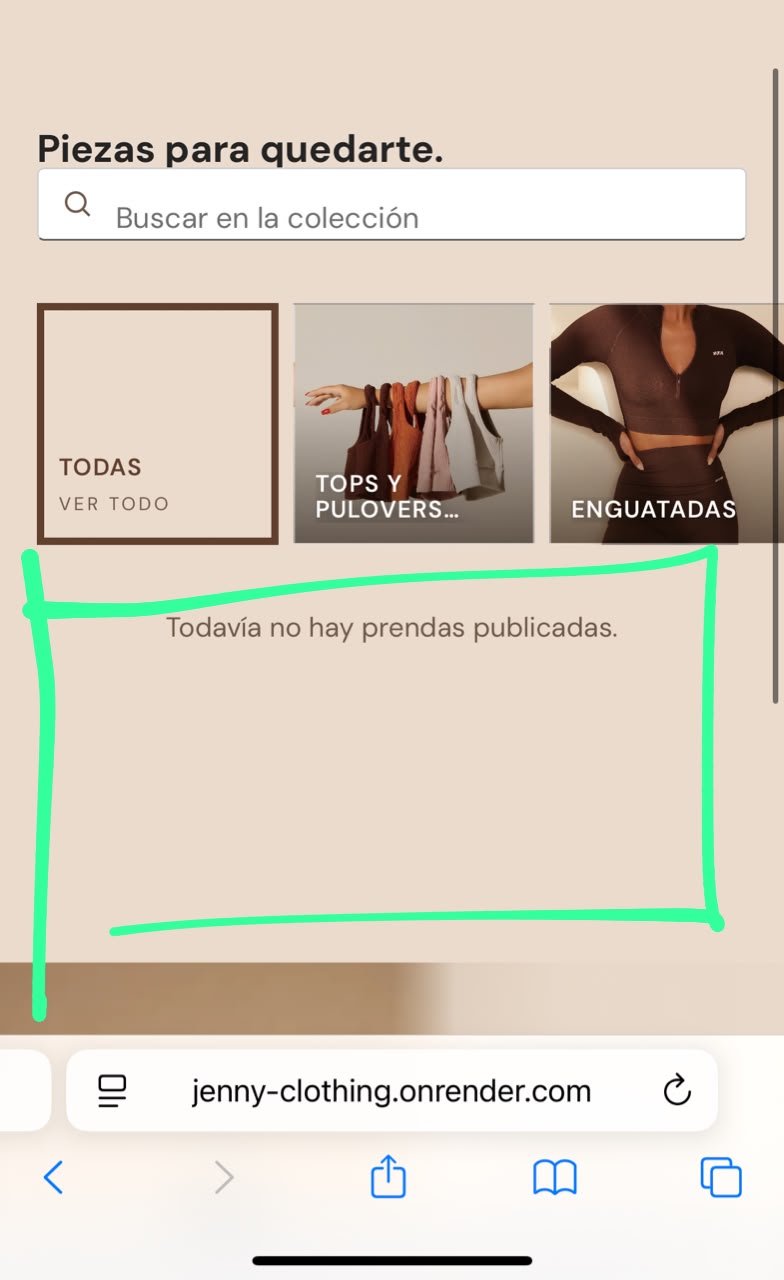 Piezas para quedarte.
Buscar en la colección
TODAS
VER TODO
TOPS Y
PULOVERS…
ENGUATADAS
Todavía no hay prendas publicadas.
jenny-clothing.onrender.com